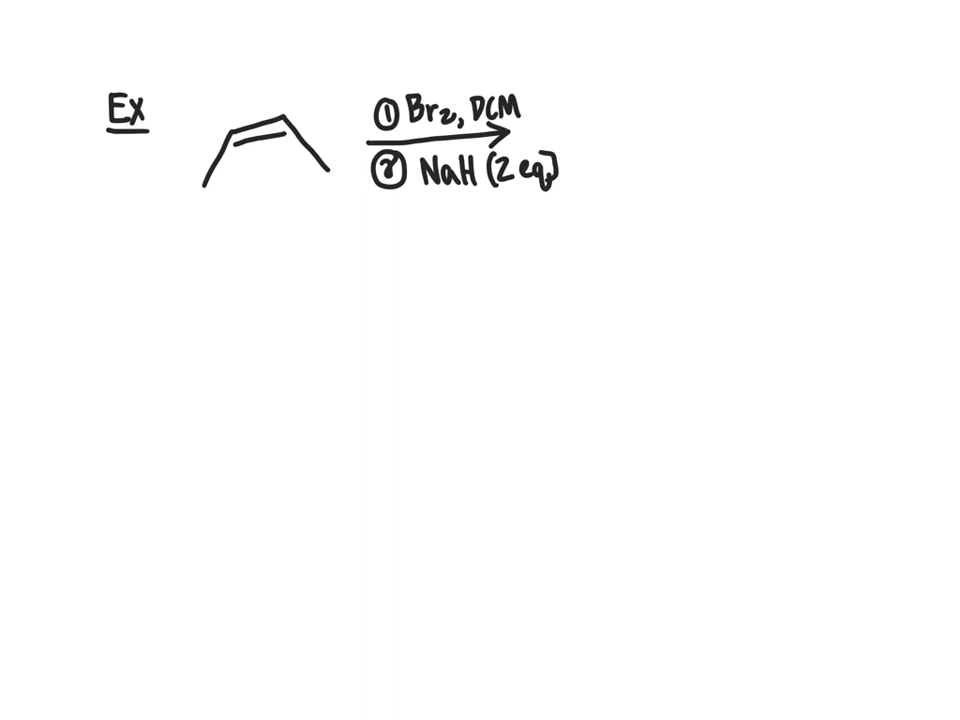 Ex
① Br₂, DCM
② NaH (2 eq)